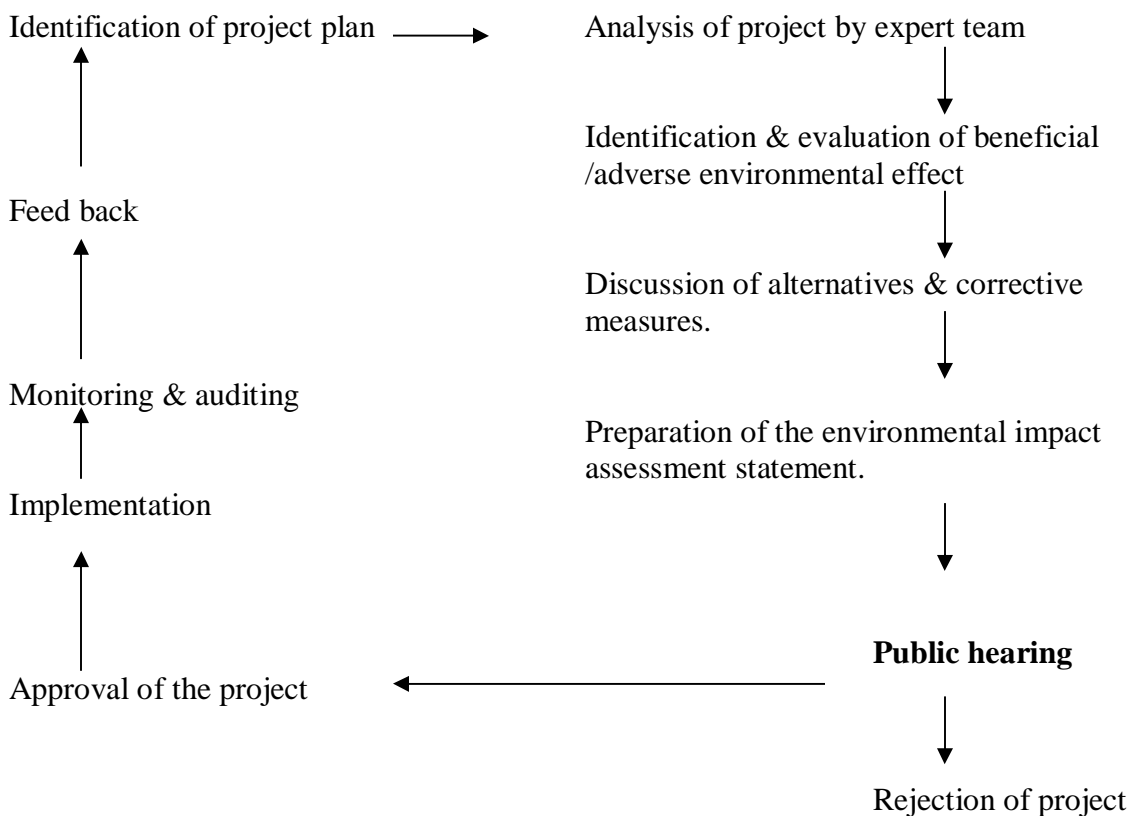 Identification of project plan
Analysis of project by expert team
Identification & evaluation of beneficial
/adverse environmental effect
Discussion of alternatives & corrective
measures.
Preparation of the environmental impact
assessment statement.
Public hearing
Rejection of project
Approval of the project
Implementation
Monitoring & auditing
Feed back